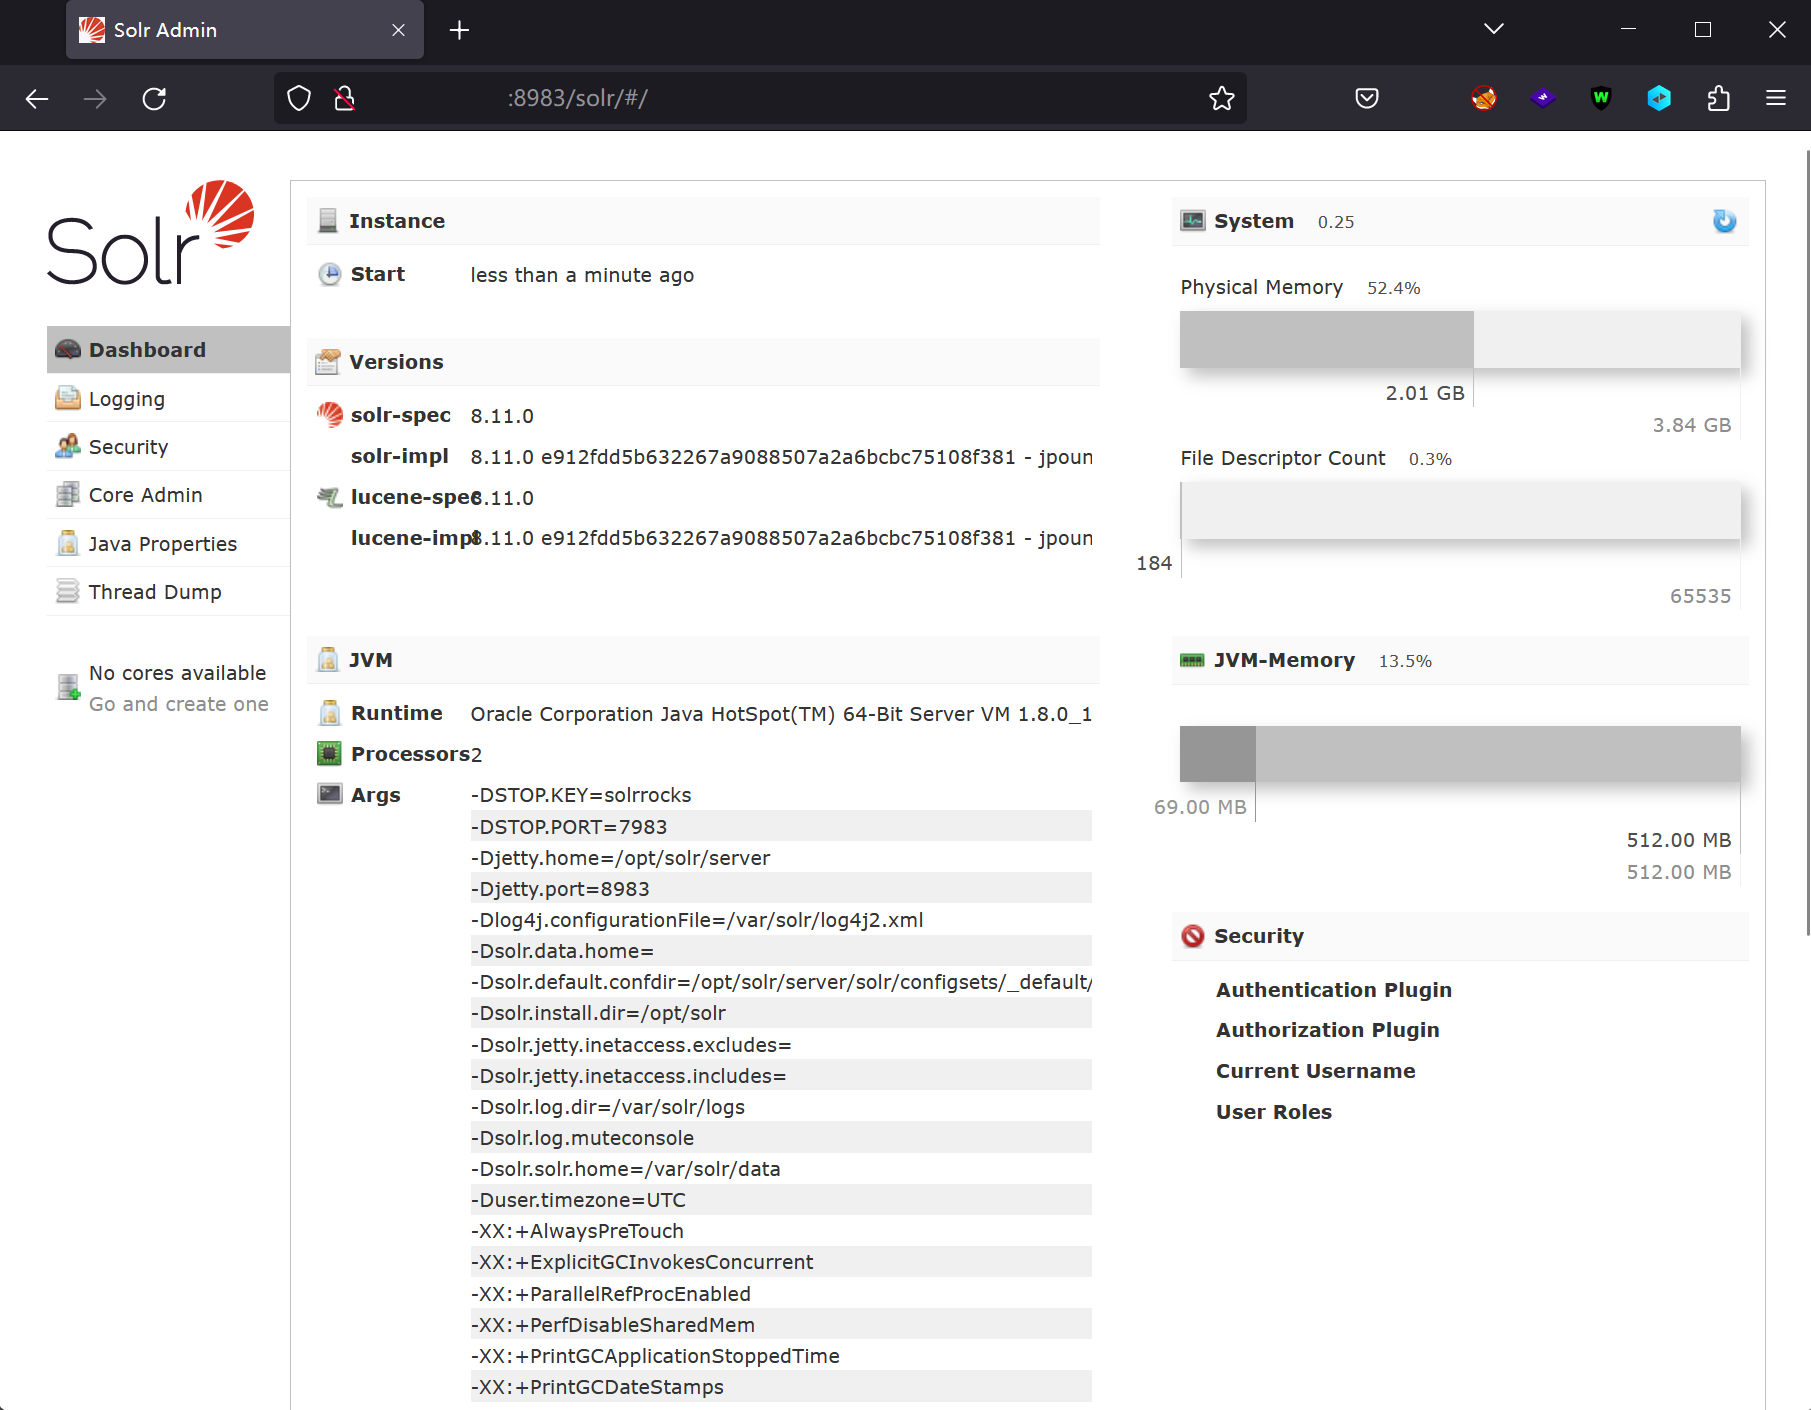 Solr Admin
:8983/solr/#/
Solr
Dashboard
Logging
Security
Core Admin
Java Properties
Thread Dump
No cores available
Go and create one
Instance
Start less than a minute ago
Versions
solr-spec 8.11.0
solr-impl 8.11.0 e912fdd5b632267a9088507a2a6bcbc75108f381 - jpoun
lucene-spec 8.11.0
lucene-impl 8.11.0 e912fdd5b632267a9088507a2a6bcbc75108f381 - jpoun
JVM
Runtime Oracle Corporation Java HotSpot(TM) 64-Bit Server VM 1.8.0_1
Processors 2
Args -DSTOP.KEY=solrrocks
-DSTOP.PORT=7983
-Djetty.home=/opt/solr/server
-Djetty.port=8983
-Dlog4j.configurationFile=/var/solr/log4j2.xml
-Dsolr.data.home=
-Dsolr.default.confdir=/opt/solr/server/solr/configsets/_default/
-Dsolr.install.dir=/opt/solr
-Dsolr.jetty.inetaccess.excludes=
-Dsolr.jetty.inetaccess.includes=
-Dsolr.log.dir=/var/solr/logs
-Dsolr.log.muteconsole
-Dsolr.solr.home=/var/solr/data
-Duser.timezone=UTC
-XX:+AlwaysPreTouch
-XX:+ExplicitGCInvokesConcurrent
-XX:+ParallelRefProcEnabled
-XX:+PerfDisableSharedMem
-XX:+PrintGCApplicationStoppedTime
-XX:+PrintGCDateStamps
System 0.25
Physical Memory 52.4%
2.01 GB
3.84 GB
File Descriptor Count 0.3%
184
65535
JVM-Memory 13.5%
69.00 MB
512.00 MB
512.00 MB
Security
Authentication Plugin
Authorization Plugin
Current Username
User Roles